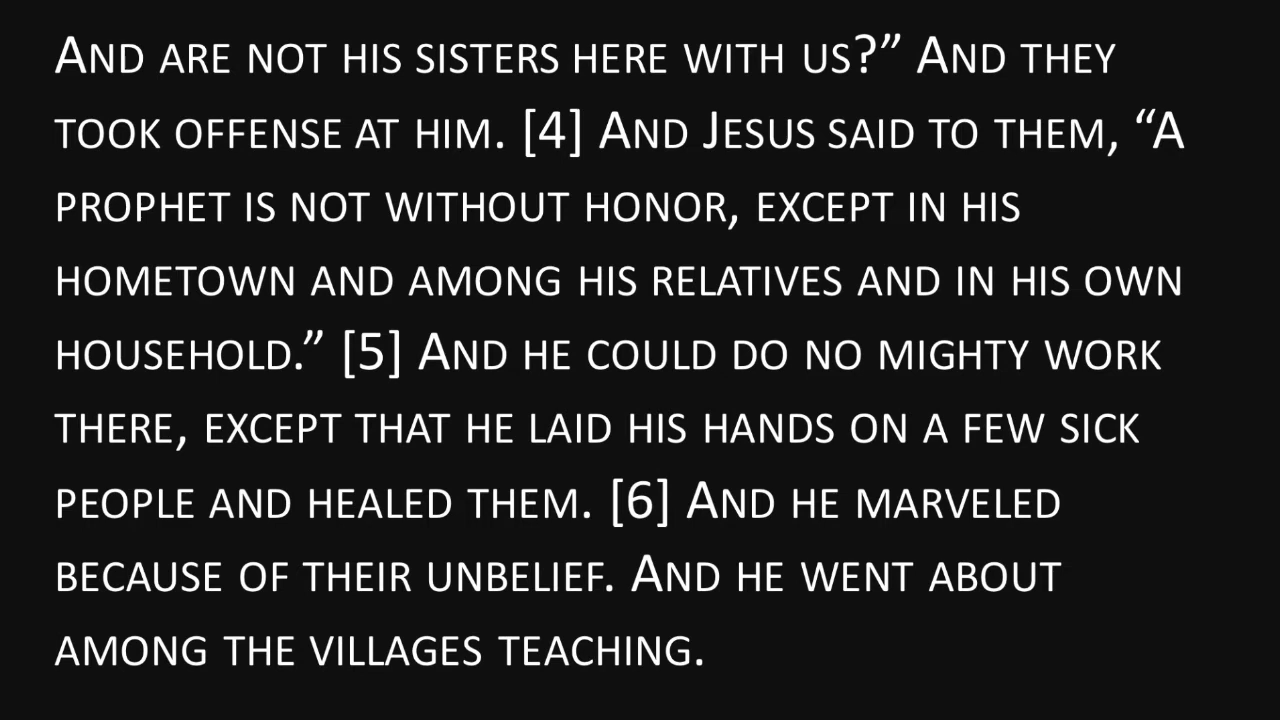 And are not his sisters here with us?” And they
took offense at him. [4] And Jesus said to them, “A
prophet is not without honor, except in his
hometown and among his relatives and in his own
household.” [5] And he could do no mighty work
there, except that he laid his hands on a few sick
people and healed them. [6] And he marveled
because of their unbelief. And he went about
among the villages teaching.